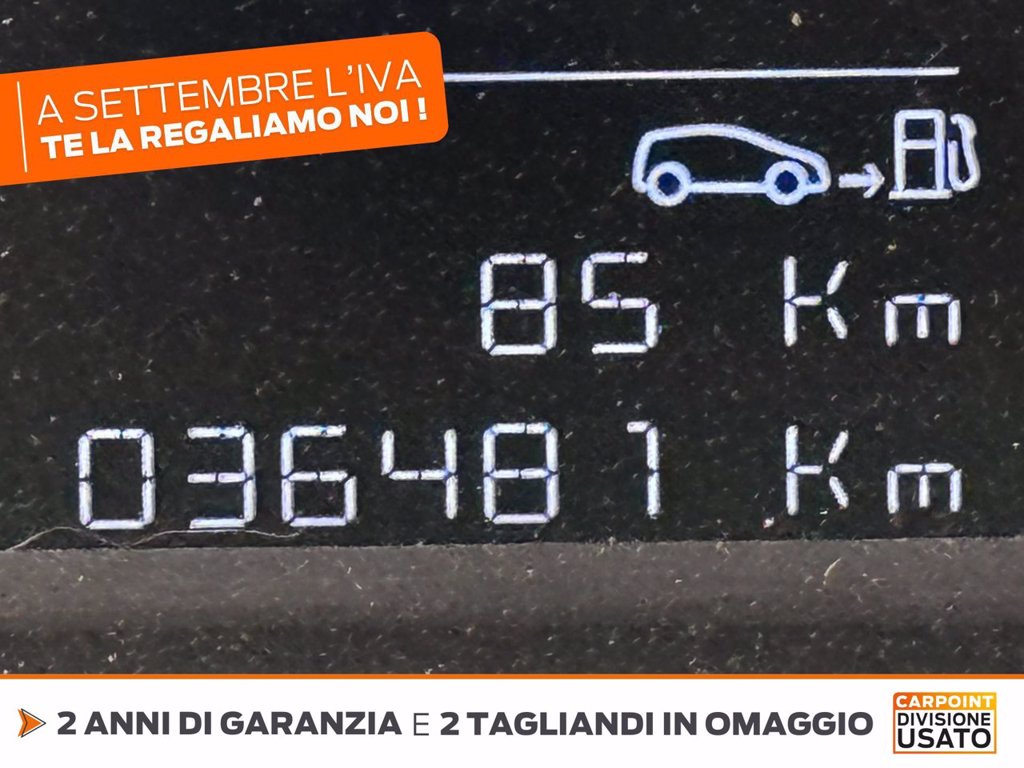 A SETTEMBRE L'IVA
TE LA REGALIAMO NOI !
85 Km
036481 Km
2 ANNI DI GARANZIA E 2 TAGLIANDI IN OMAGGIO
CARPOINT
DIVISIONE
USATO